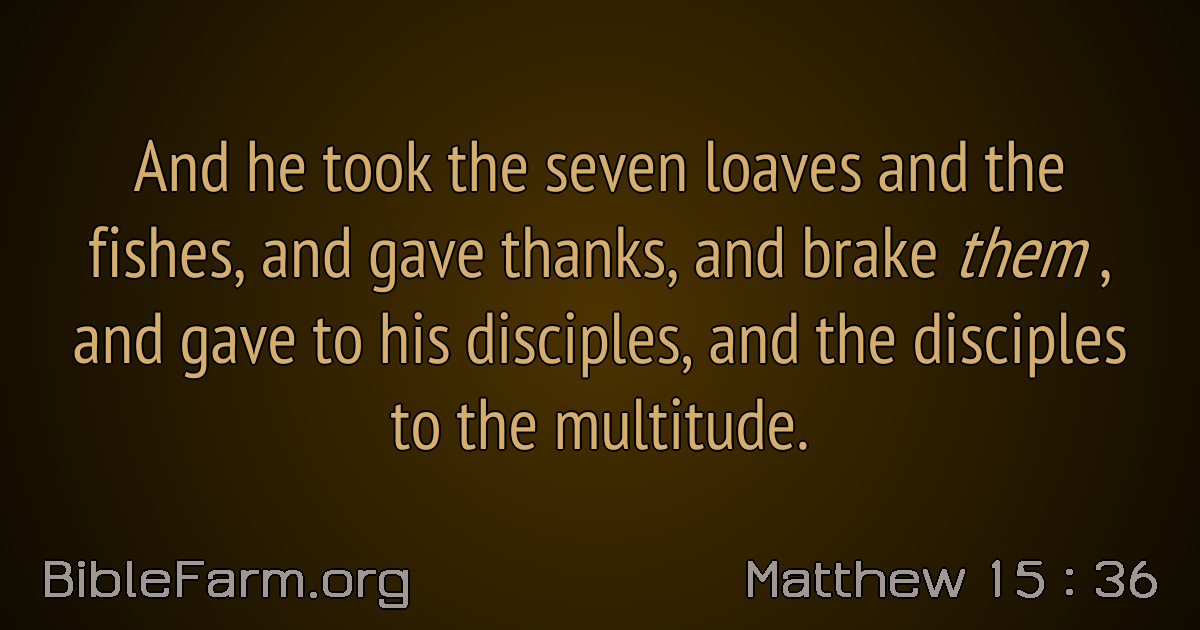 And he took the seven loaves and the
fishes, and gave thanks, and brake them ,
and gave to his disciples, and the disciples
to the multitude.
BibleFarm.org
Matthew 15 : 36